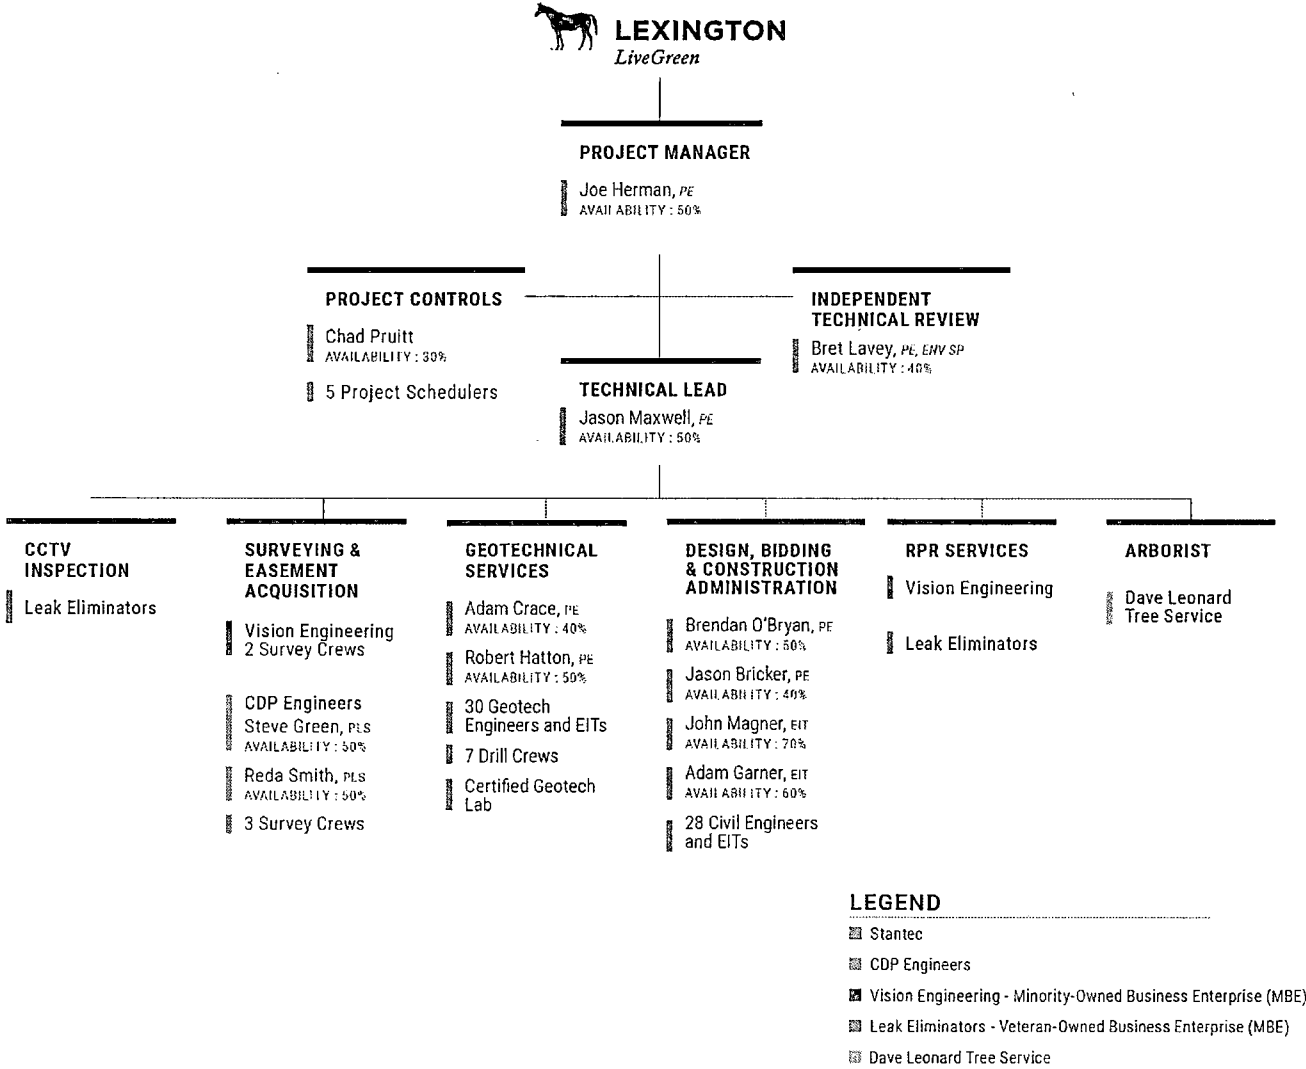 LEXINGTON
LiveGreen
PROJECT MANAGER
Joe Herman, PE
AVAILABILITY : 50%
PROJECT CONTROLS
Chad Pruitt
AVAILABILITY : 30%
5 Project Schedulers
INDEPENDENT
TECHNICAL REVIEW
Bret Lavey, PE, ENV SP
AVAILABILITY : 40%
TECHNICAL LEAD
Jason Maxwell, PE
AVAILABILITY : 50%
CCTV
INSPECTION
Leak Eliminators
SURVEYING &
EASEMENT
ACQUISITION
Vision Engineering
2 Survey Crews
CDP Engineers
Steve Green, PLS
AVAILABILITY : 50%
Reda Smith, PLS
AVAILABILITY : 50%
3 Survey Crews
GEOTECHNICAL
SERVICES
Adam Crace, PE
AVAILABILITY : 40%
Robert Hatton, PE
AVAILABILITY : 50%
30 Geotech
Engineers and EITs
7 Drill Crews
Certified Geotech
Lab
DESIGN, BIDDING
& CONSTRUCTION
ADMINISTRATION
Brendan O'Bryan, PE
AVAILABILITY : 50%
Jason Bricker, PE
AVAILABILITY : 40%
John Magner, EIT
AVAILABILITY : 70%
Adam Garner, EIT
AVAILABILITY : 60%
28 Civil Engineers
and EITs
RPR SERVICES
Vision Engineering
Leak Eliminators
ARBORIST
Dave Leonard
Tree Service
LEGEND
Stantec
CDP Engineers
Vision Engineering - Minority-Owned Business Enterprise (MBE)
Leak Eliminators - Veteran-Owned Business Enterprise (MBE)
Dave Leonard Tree Service